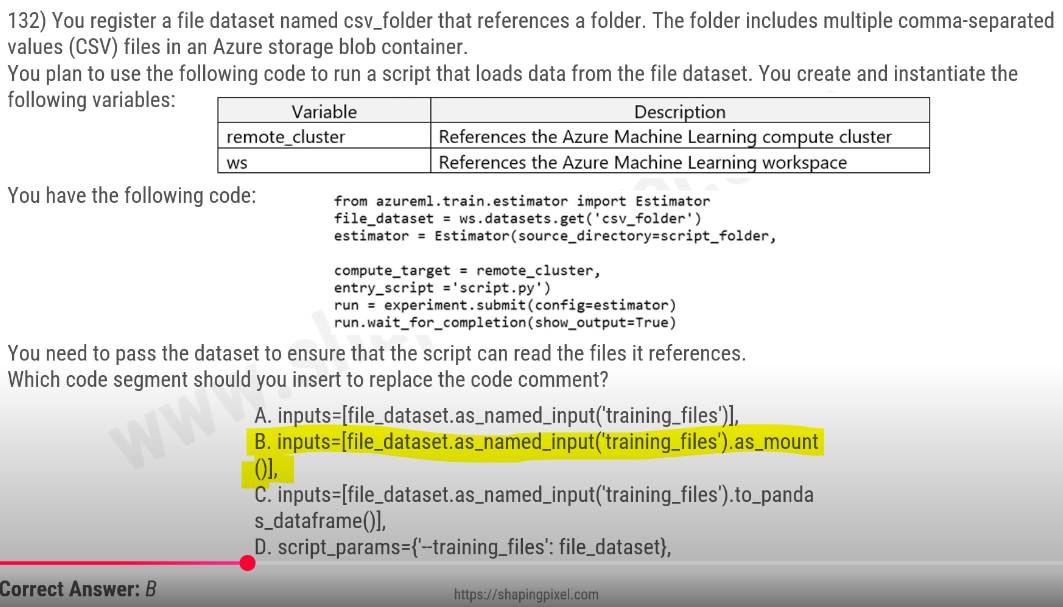 132) You register a file dataset named csv_folder that references a folder. The folder includes multiple comma-separated
values (CSV) files in an Azure storage blob container.
You plan to use the following code to run a script that loads data from the file dataset. You create and instantiate the
following variables:
Variable Description
remote_cluster References the Azure Machine Learning compute cluster
ws References the Azure Machine Learning workspace
You have the following code:
from azureml.train.estimator import Estimator
file_dataset = ws.datasets.get('csv_folder')
estimator = Estimator(source_directory=script_folder,
compute_target = remote_cluster,
entry_script ='script.py')
run = experiment.submit(config=estimator)
run.wait_for_completion(show_output=True)
You need to pass the dataset to ensure that the script can read the files it references.
Which code segment should you insert to replace the code comment?
A. inputs=[file_dataset.as_named_input('training_files')],
B. inputs=[file_dataset.as_named_input('training_files').as_mount
()],
C. inputs=[file_dataset.as_named_input('training_files').to_panda
s_dataframe()],
D. script_params={'--training_files': file_dataset},
Correct Answer: B
https://shapingpixel.com